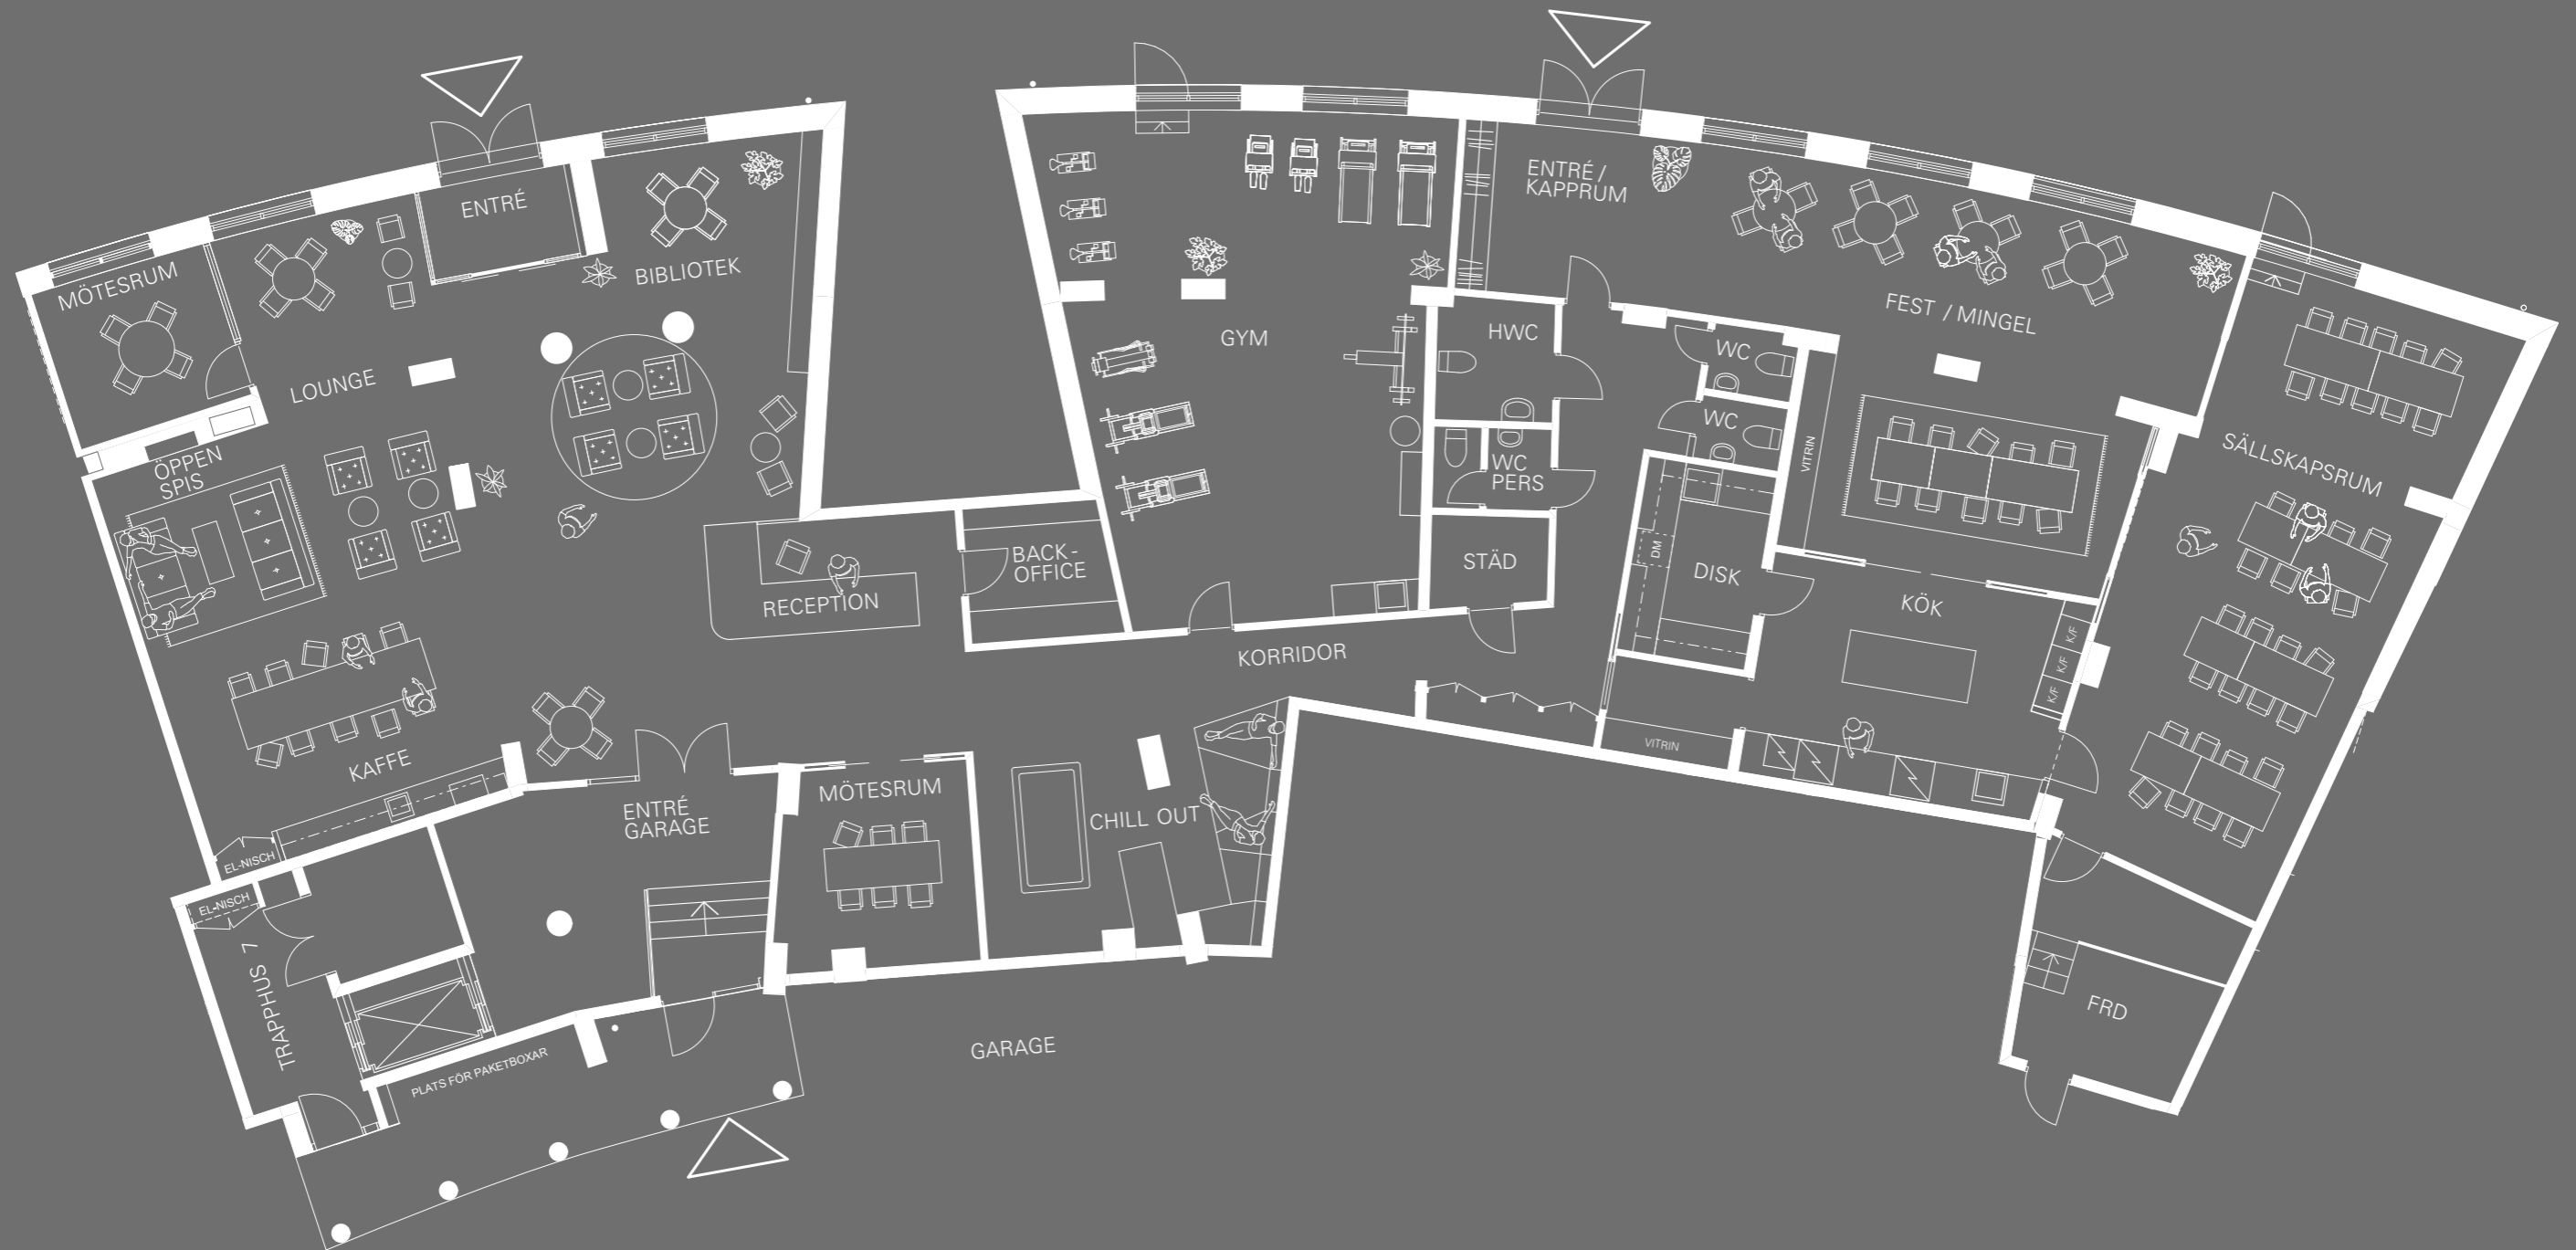 MÖTESRUM
ENTRÉ
BIBLIOTEK
LOUNGE
ÖPPEN
SPIS
RECEPTION
BACK-
OFFICE
KAFFE
EL-NISCH
EL-NISCH
TRAPPHUS 7
ENTRÉ
GARAGE
PLATS FÖR PAKETBOXAR
MÖTESRUM
CHILL OUT
GARAGE
KORRIDOR
GYM
ENTRÉ /
KAPPRUM
HWC
WC
WC
WC
PERS
STÄD
DISK
DM
VITRIN
VITRIN
KÖK
K/F
K/F
K/F
FEST / MINGEL
SÄLLSKAPSRUM
FRD